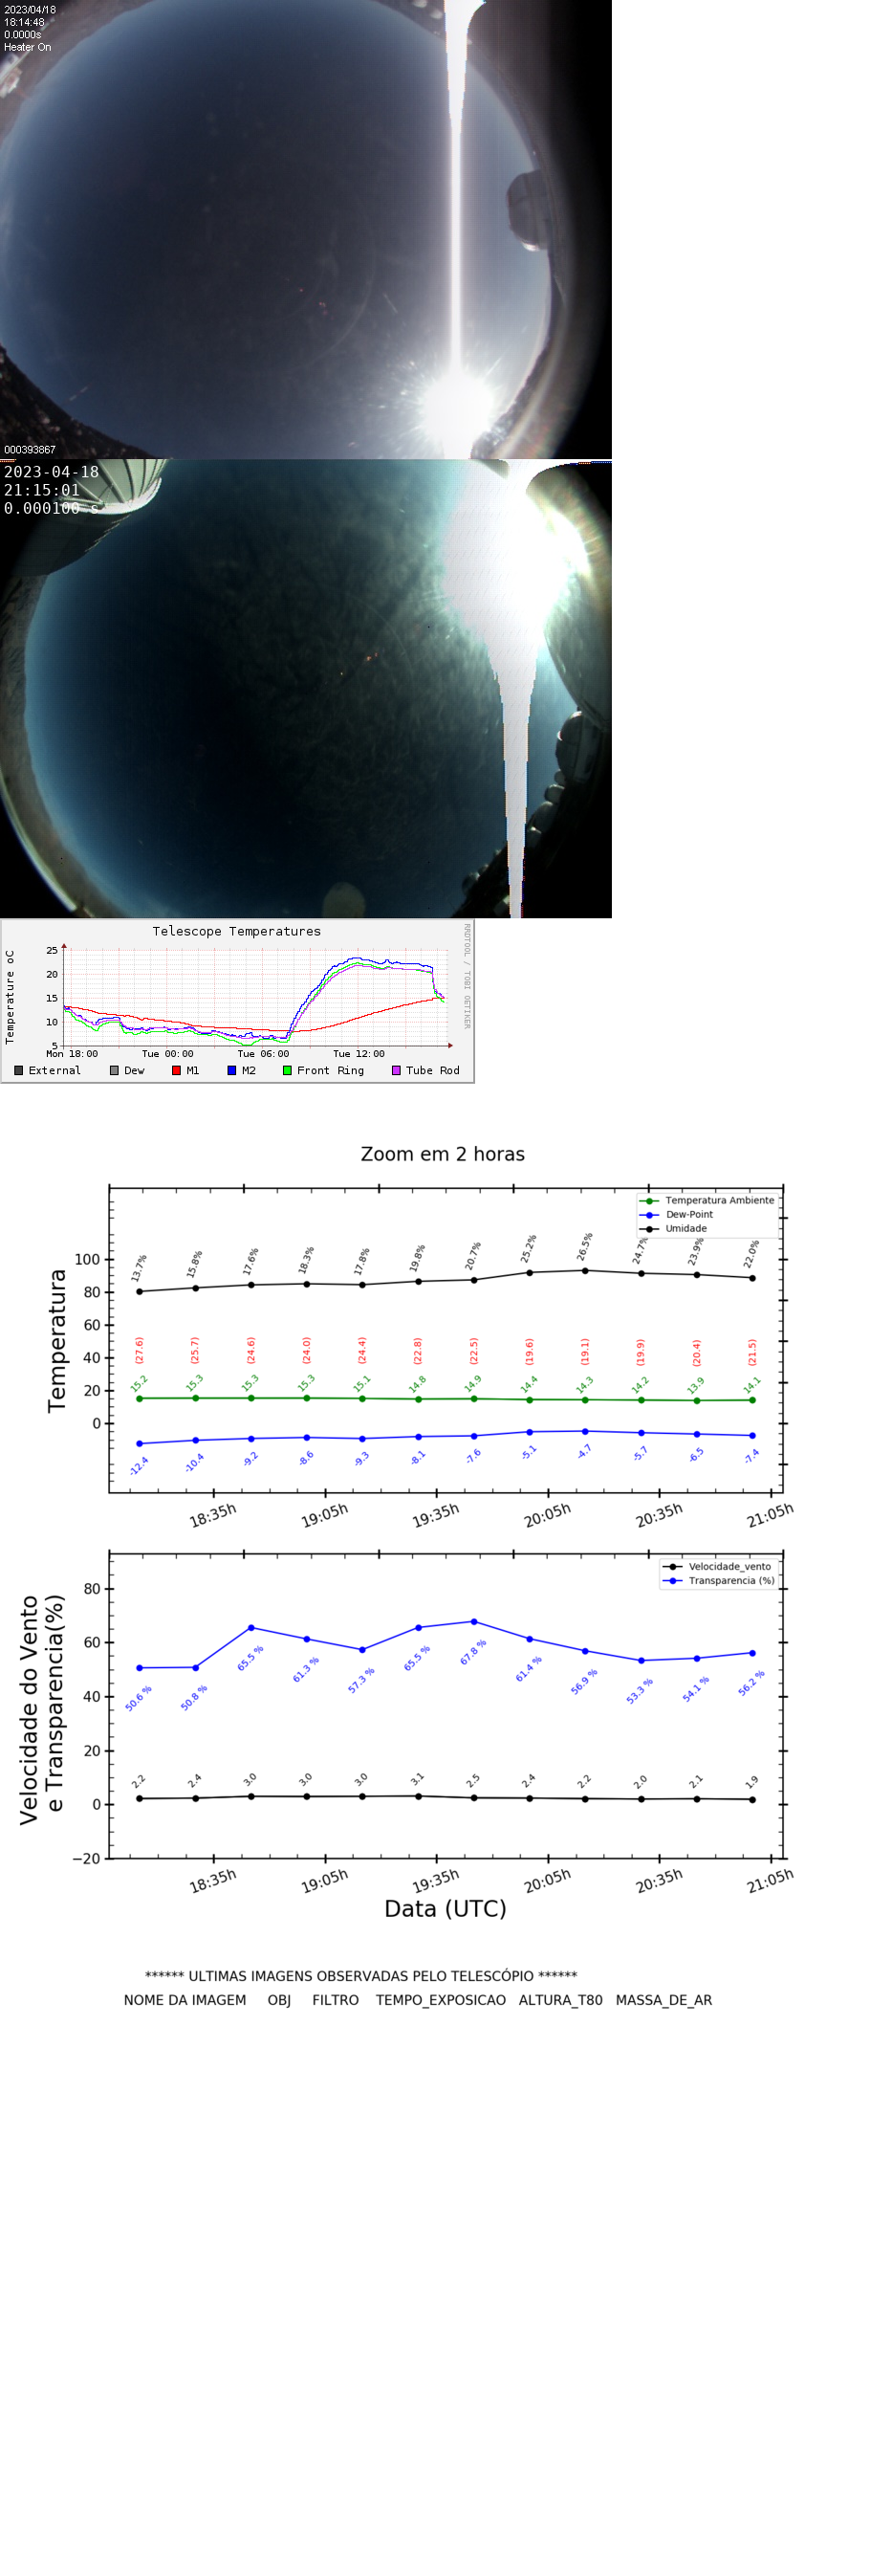 2023/04/18
18:14:48
0.0000s
Heater On
000393867
2023-04-18
21:15:01
0.000100 s
Telescope Temperatures
RRDTOOL / TOBI OETIKER
Temperature oC
25
20
15
10
5
Mon 18:00 Tue 00:00 Tue 06:00 Tue 12:00
External Dew M1 M2 Front Ring Tube Rod
Zoom em 2 horas
Temperatura Ambiente
Dew-Point
Umidade
Temperatura
100
80
60
40
20
0
13.7% 15.8% 17.6% 18.3% 17.8% 19.8% 20.7% 25.2% 26.5% 24.7% 23.9% 22.0%
(27.6) (25.7) (24.6) (24.0) (24.4) (22.8) (22.5) (19.6) (19.1) (19.9) (20.4) (21.5)
15.2 15.3 15.3 15.3 15.1 14.8 14.9 14.4 14.3 14.2 13.9 14.1
-12.4 -10.4 -9.2 -8.6 -9.3 -8.1 -7.6 -5.1 -4.7 -5.7 -6.5 -7.4
18:35h 19:05h 19:35h 20:05h 20:35h 21:05h
Velocidade_vento
Transparencia (%)
Velocidade do Vento
e Transparencia(%)
80
60
40
20
0
−20
50.6 % 50.8 % 65.5 % 61.3 % 57.3 % 65.5 % 67.8 % 61.4 % 56.9 % 53.3 % 54.1 % 56.2 %
2.2 2.4 3.0 3.0 3.0 3.1 2.5 2.4 2.2 2.0 2.1 1.9
18:35h 19:05h 19:35h 20:05h 20:35h 21:05h
Data (UTC)
****** ULTIMAS IMAGENS OBSERVADAS PELO TELESCÓPIO ******
NOME DA IMAGEM OBJ FILTRO TEMPO_EXPOSICAO ALTURA_T80 MASSA_DE_AR